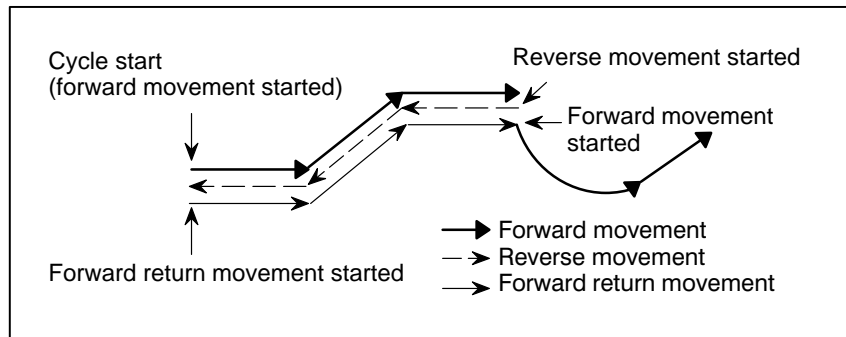 Cycle start
(forward movement started)
Reverse movement started
Forward movement
started
Forward return movement started
Forward movement
Reverse movement
Forward return movement